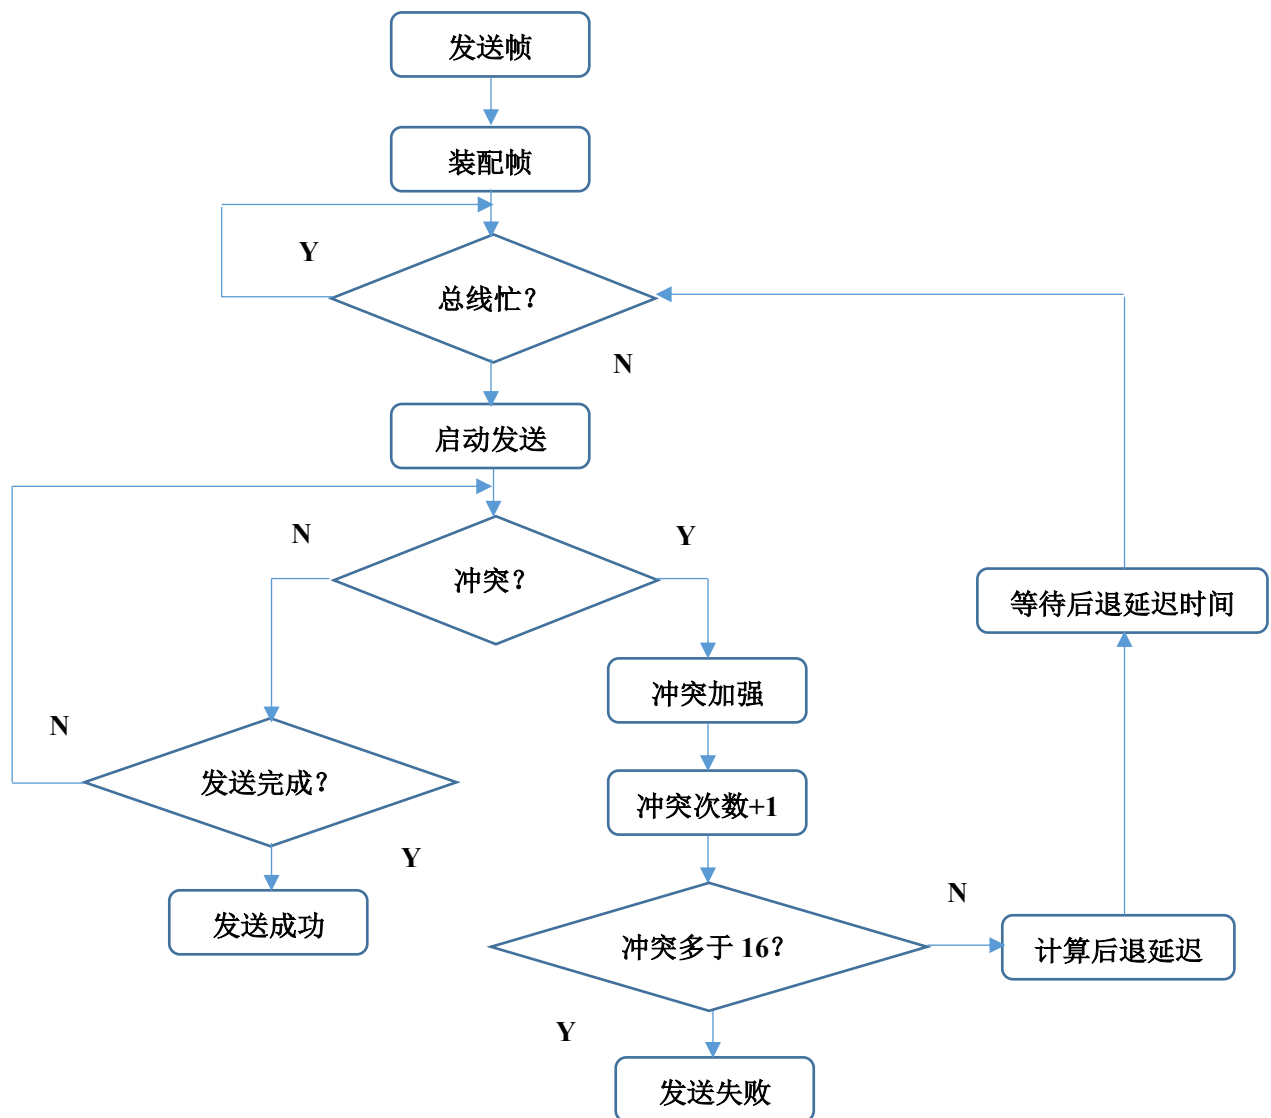 发送帧
装配帧
Y
总线忙？
N
启动发送
N
Y
冲突？
等待后退延迟时间
冲突加强
N
发送完成？
冲突次数+1
Y
N
发送成功
冲突多于 16？
计算后退延迟
Y
发送失败